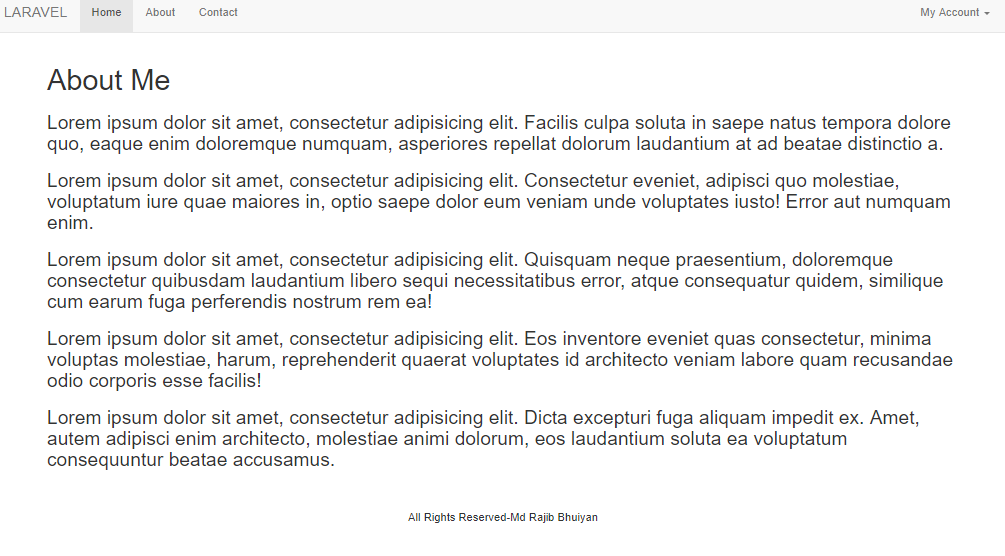 LARAVEL Home About Contact My Account
About Me
Lorem ipsum dolor sit amet, consectetur adipisicing elit. Facilis culpa soluta in saepe natus tempora dolore
quo, eaque enim doloremque numquam, asperiores repellat dolorum laudantium at ad beatae distinctio a.
Lorem ipsum dolor sit amet, consectetur adipisicing elit. Consectetur eveniet, adipisci quo molestiae,
voluptatum iure quae maiores in, optio saepe dolor eum veniam unde voluptates iusto! Error aut numquam
enim.
Lorem ipsum dolor sit amet, consectetur adipisicing elit. Quisquam neque praesentium, doloremque
consectetur quibusdam laudantium libero sequi necessitatibus error, atque consequatur quidem, similique
cum earum fuga perferendis nostrum rem ea!
Lorem ipsum dolor sit amet, consectetur adipisicing elit. Eos inventore eveniet quas consectetur, minima
voluptas molestiae, harum, reprehenderit quaerat voluptates id architecto veniam labore quam recusandae
odio corporis esse facilis!
Lorem ipsum dolor sit amet, consectetur adipisicing elit. Dicta excepturi fuga aliquam impedit ex. Amet,
autem adipisci enim architecto, molestiae animi dolorum, eos laudantium soluta ea voluptatum
consequuntur beatae accusamus.
All Rights Reserved-Md Rajib Bhuiyan